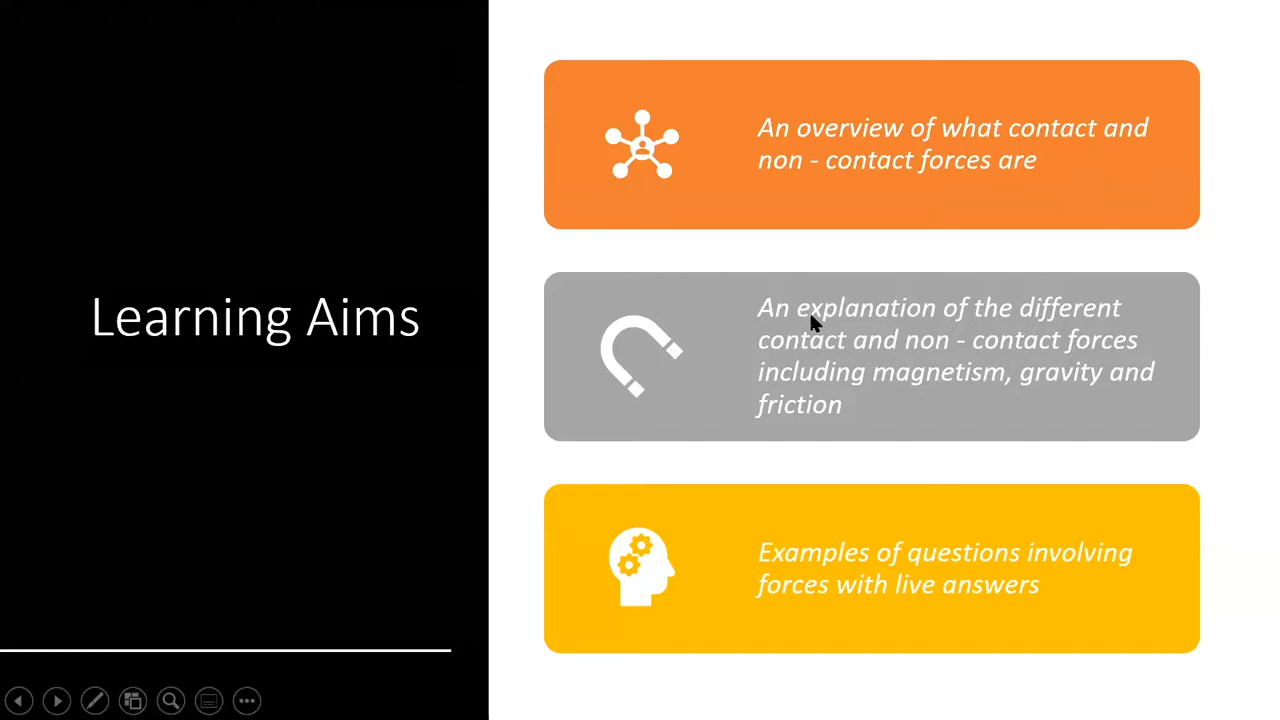 Learning Aims
An overview of what contact and
non - contact forces are
An explanation of the different
contact and non - contact forces
including magnetism, gravity and
friction
Examples of questions involving
forces with live answers